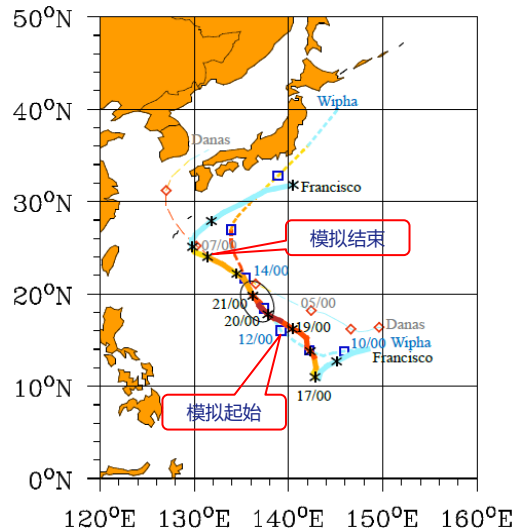 50°N
40°N
30°N
20°N
10°N
0°N
Wipha
Danas
Francisco
07/00
模拟结束
14/00
21/00
05/00
20/00
19/00
Danas
12/00
10/00 Wipha
Francisco
17/00
模拟起始
120°E 130°E 140°E 150°E 160°E